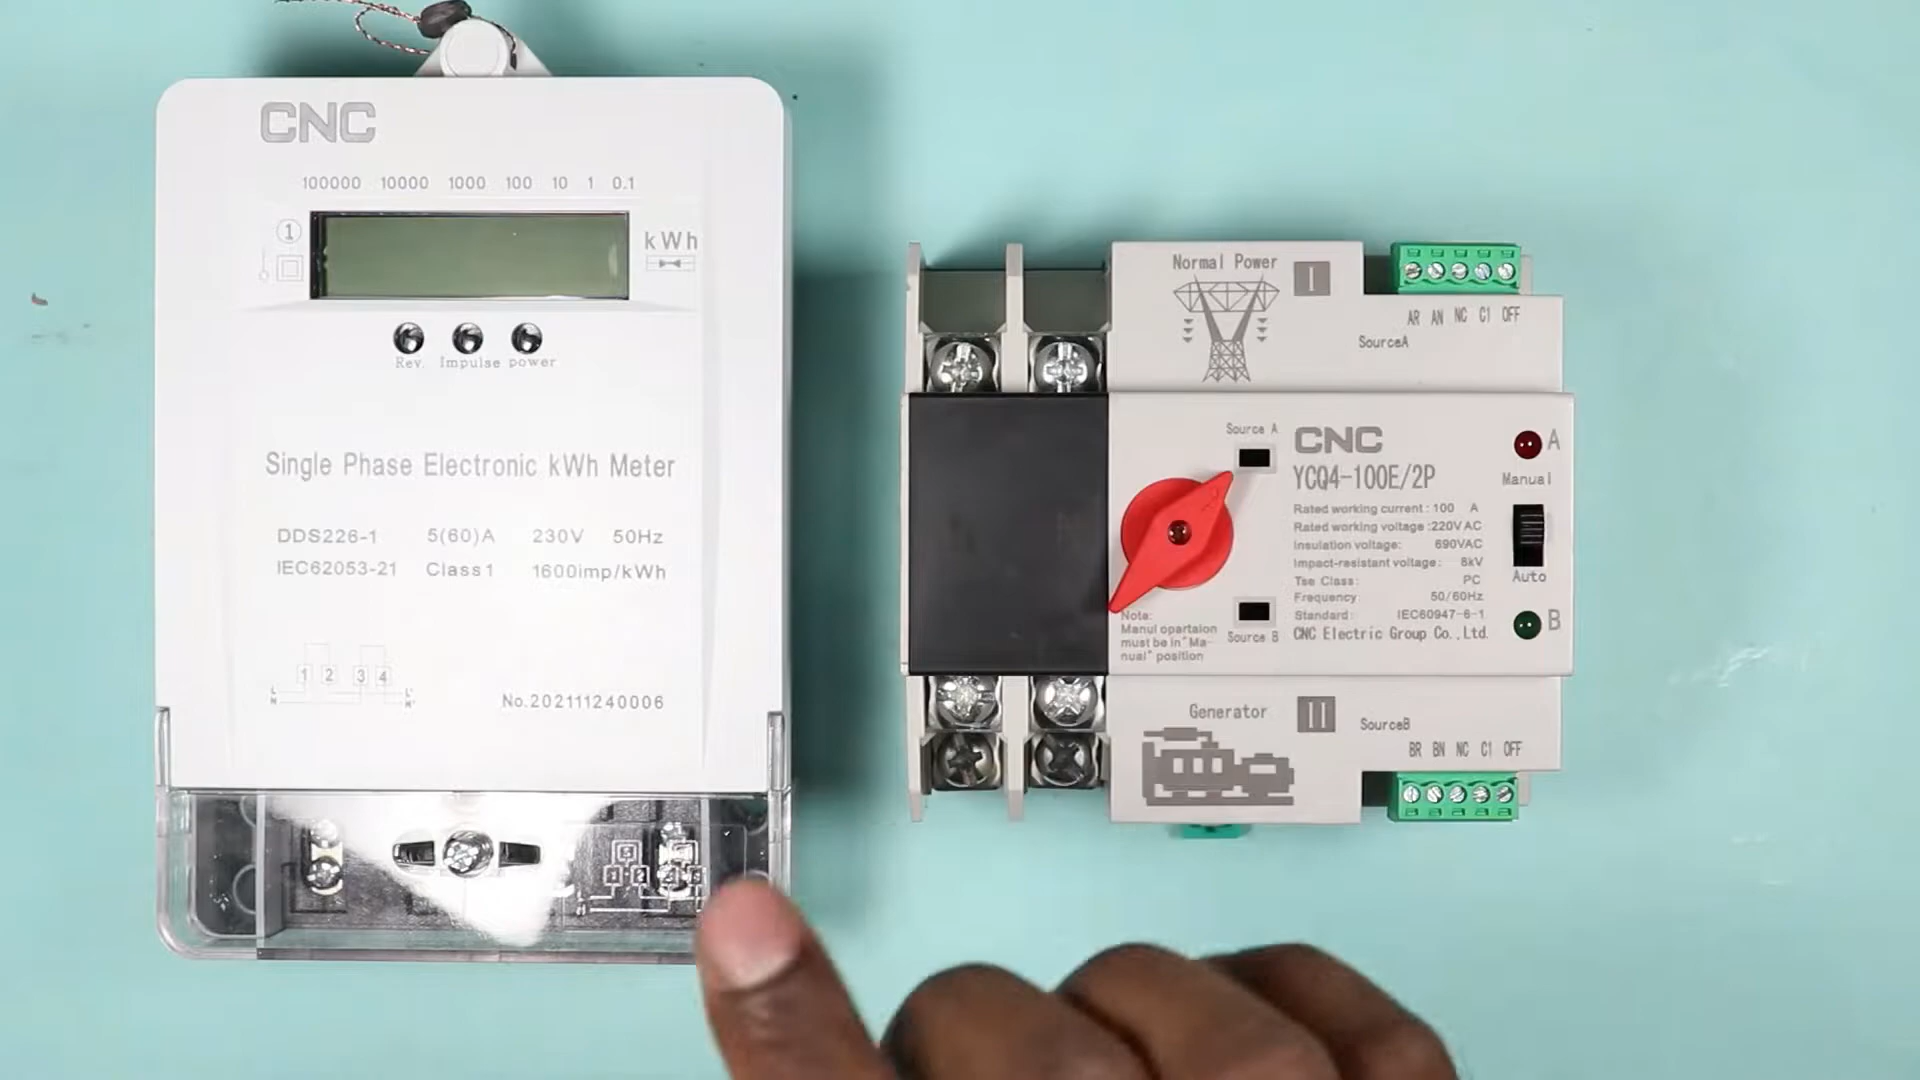 CNC
100000 10000 1000 100 10 1 0.1
1
kWh
Rev. Impulse power
Single Phase Electronic kWh Meter
DDS226-1 5(60)A 230V 50Hz
IEC62053-21 Class1 1600imp/kWh
1 2 3 4
L L'
N N'
No.202111240006
Normal Power I
AR AN NC C1 OFF
SourceA
Source A
CNC
YCQ4-100E/2P
Rated working current: 100 A
Rated working voltage: 220V AC
Insulation voltage: 690VAC
Impact-resistant voltage: 8kV
Tse Class: PC
Frequency: 50/60Hz
Standard: IEC60947-6-1
CNC Electric Group Co.,Ltd.
A
Manual
Auto
B
Note:
Manul opartaion
must be in"Ma-
nual" position
Source B
Generator II
SourceB
BR BN NC C1 OFF